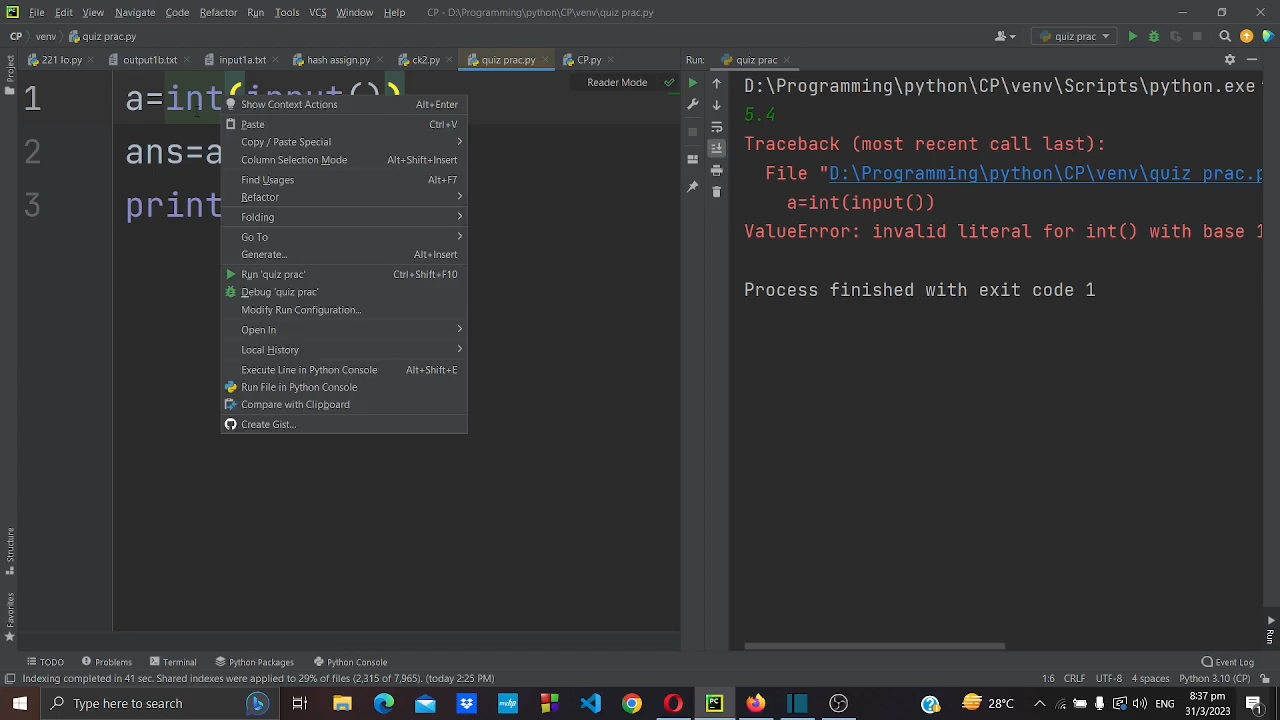 File Edit View Navigate Code Refactor Run Tools VCS Window Help CP - D:\Programming\python\CP\venv\quiz prac.py
CP venv quiz prac.py quiz prac
221 lo.py output1b.txt input1a.txt hash assign.py ck2.py quiz prac.py CP.py Run: quiz prac
Project
Reader Mode
1 a=int(input())
2 ans=a
3 print
Show Context Actions Alt+Enter
Paste Ctrl+V
Copy / Paste Special
Column Selection Mode Alt+Shift+Insert
Find Usages Alt+F7
Refactor
Folding
Go To
Generate... Alt+Insert
Run 'quiz prac' Ctrl+Shift+F10
Debug 'quiz prac'
Modify Run Configuration...
Open In
Local History
Execute Line in Python Console Alt+Shift+E
Run File in Python Console
Compare with Clipboard
Create Gist...
D:\Programming\python\CP\venv\Scripts\python.exe
5.4
Traceback (most recent call last):
File "D:\Programming\python\CP\venv\quiz prac.p
a=int(input())
ValueError: invalid literal for int() with base 1
Process finished with exit code 1
Structure
Favorites
Run
TODO Problems Terminal Python Packages Python Console Event Log
Indexing completed in 41 sec. Shared indexes were applied to 29% of files (2,315 of 7,965). (today 2:25 PM) 1:6 CRLF UTF-8 4 spaces Python 3.10 (CP)
Type here to search myhp PC 28°C ENG 8:37 pm
31/3/2023 1